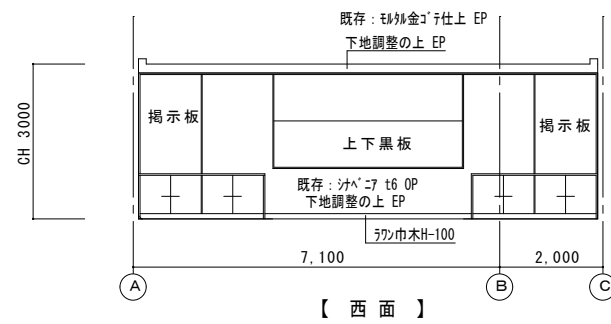 既存：ﾓﾙﾀﾙ金ｺﾞﾃ仕上 EP
下地調整の上 EP
CH 3000
掲示板
上下黒板
掲示板
既存：ｼﾅﾍﾞﾆｱ t6 OP
下地調整の上 EP
ﾗﾜﾝ巾木H-100
7,100
2,000
A
B
C
【 西面 】